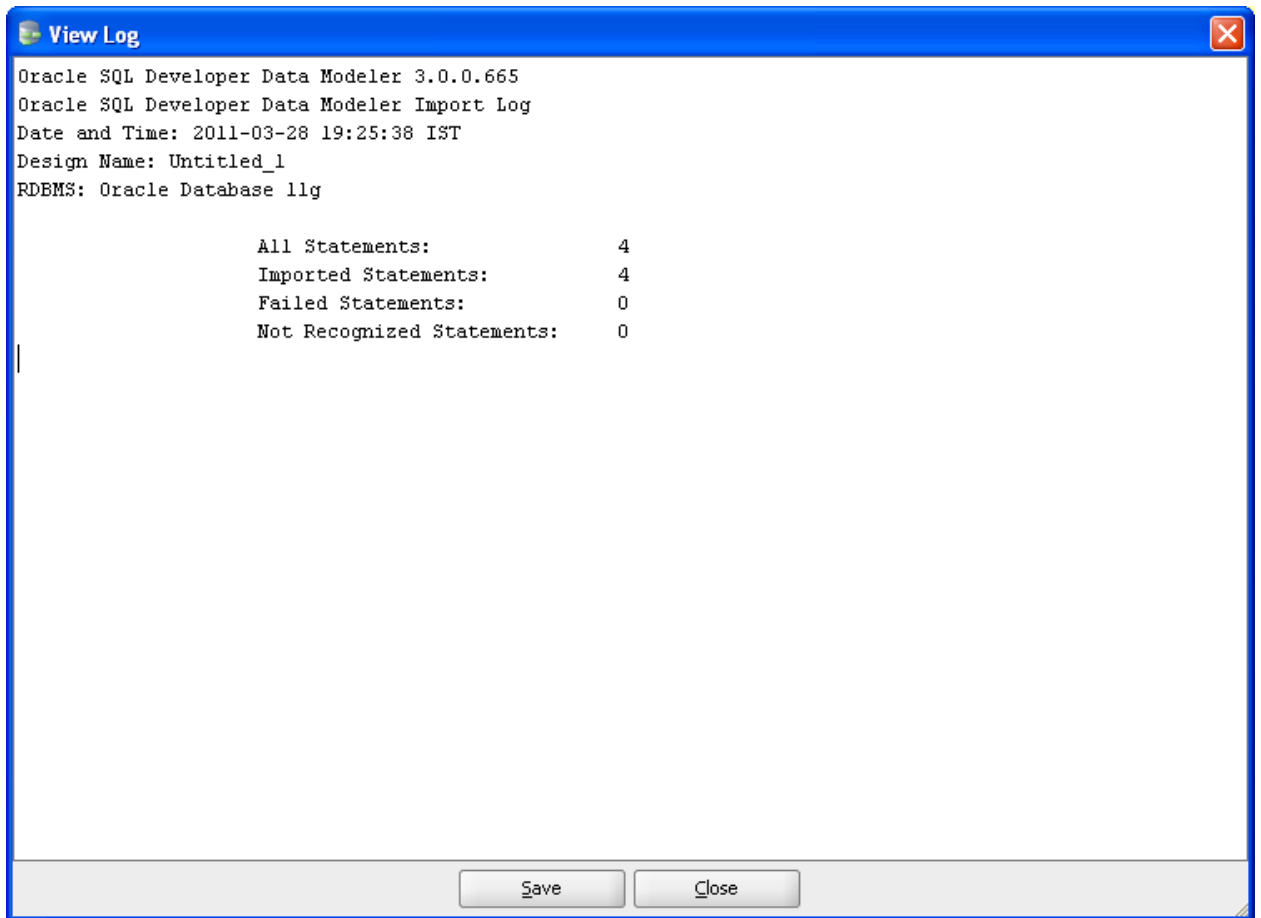 View Log
Oracle SQL Developer Data Modeler 3.0.0.665
Oracle SQL Developer Data Modeler Import Log
Date and Time: 2011-03-28 19:25:38 IST
Design Name: Untitled_1
RDBMS: Oracle Database 11g
All Statements: 4
Imported Statements: 4
Failed Statements: 0
Not Recognized Statements: 0
Save Close